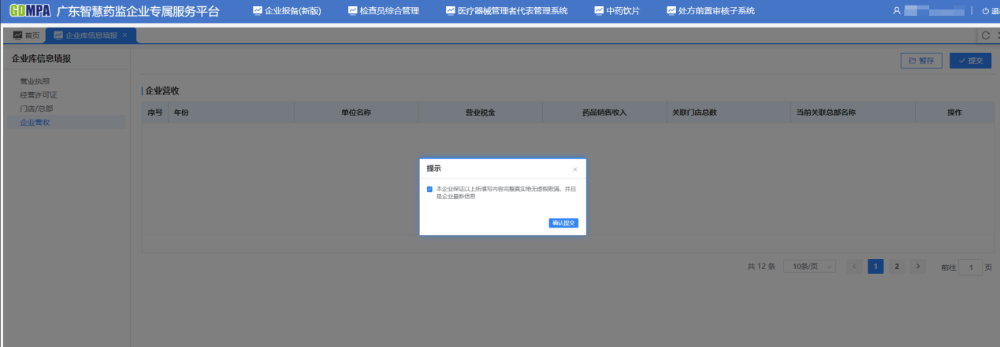 GDMPA 广东智慧药监企业专属服务平台 企业报备(新版) 检查员综合管理 医疗器械管理者代表管理系统 中药饮片 处方前置审核子系统
首页 企业库信息填报 ×
企业库信息填报 暂存 提交
营业执照
经营许可证
门店/总部
企业营收
企业营收
序号 年份 单位名称 营业税金 药品销售收入 关联门店总数 当前关联总部名称 操作
提示 ×
本企业保证以上所填写内容完整真实绝无虚假欺瞒，并且
是企业最新信息
确认提交
共 12 条 10条/页 < 1 2 > 前往 1 页